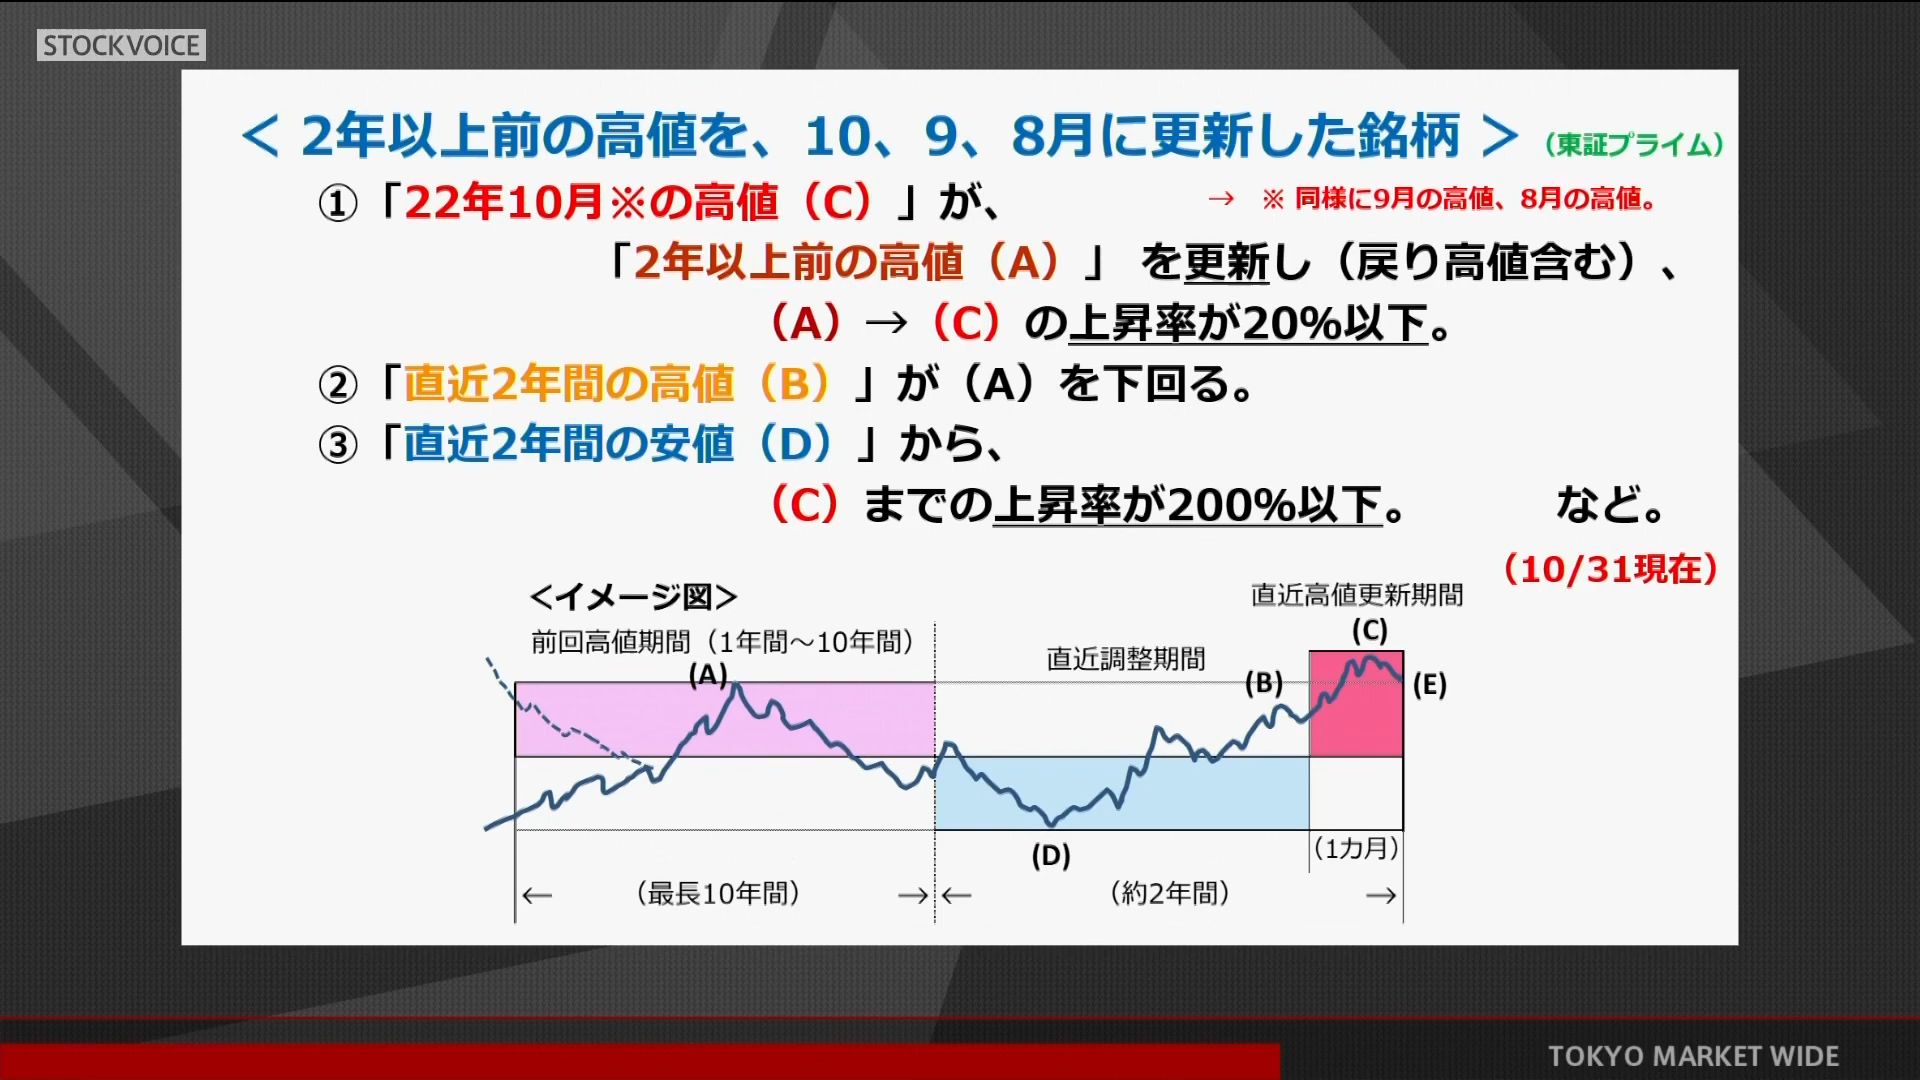 STOCKVOICE
＜ 2年以上前の高値を、10、9、8月に更新した銘柄 ＞ （東証プライム）
①「22年10月※の高値（C）」が、 → ※ 同様に9月の高値、8月の高値。
「2年以上前の高値（A）」 を更新し（戻り高値含む）、
（A）→（C）の上昇率が20%以下。
②「直近2年間の高値（B）」が（A）を下回る。
③「直近2年間の安値（D）」から、
（C）までの上昇率が200%以下。 など。
（10/31現在）
＜イメージ図＞
直近高値更新期間
前回高値期間（1年間～10年間）
直近調整期間
(A)
(B)
(C)
(E)
(D)
（1カ月）
← （最長10年間） →
← （約2年間） →
TOKYO MARKET WIDE